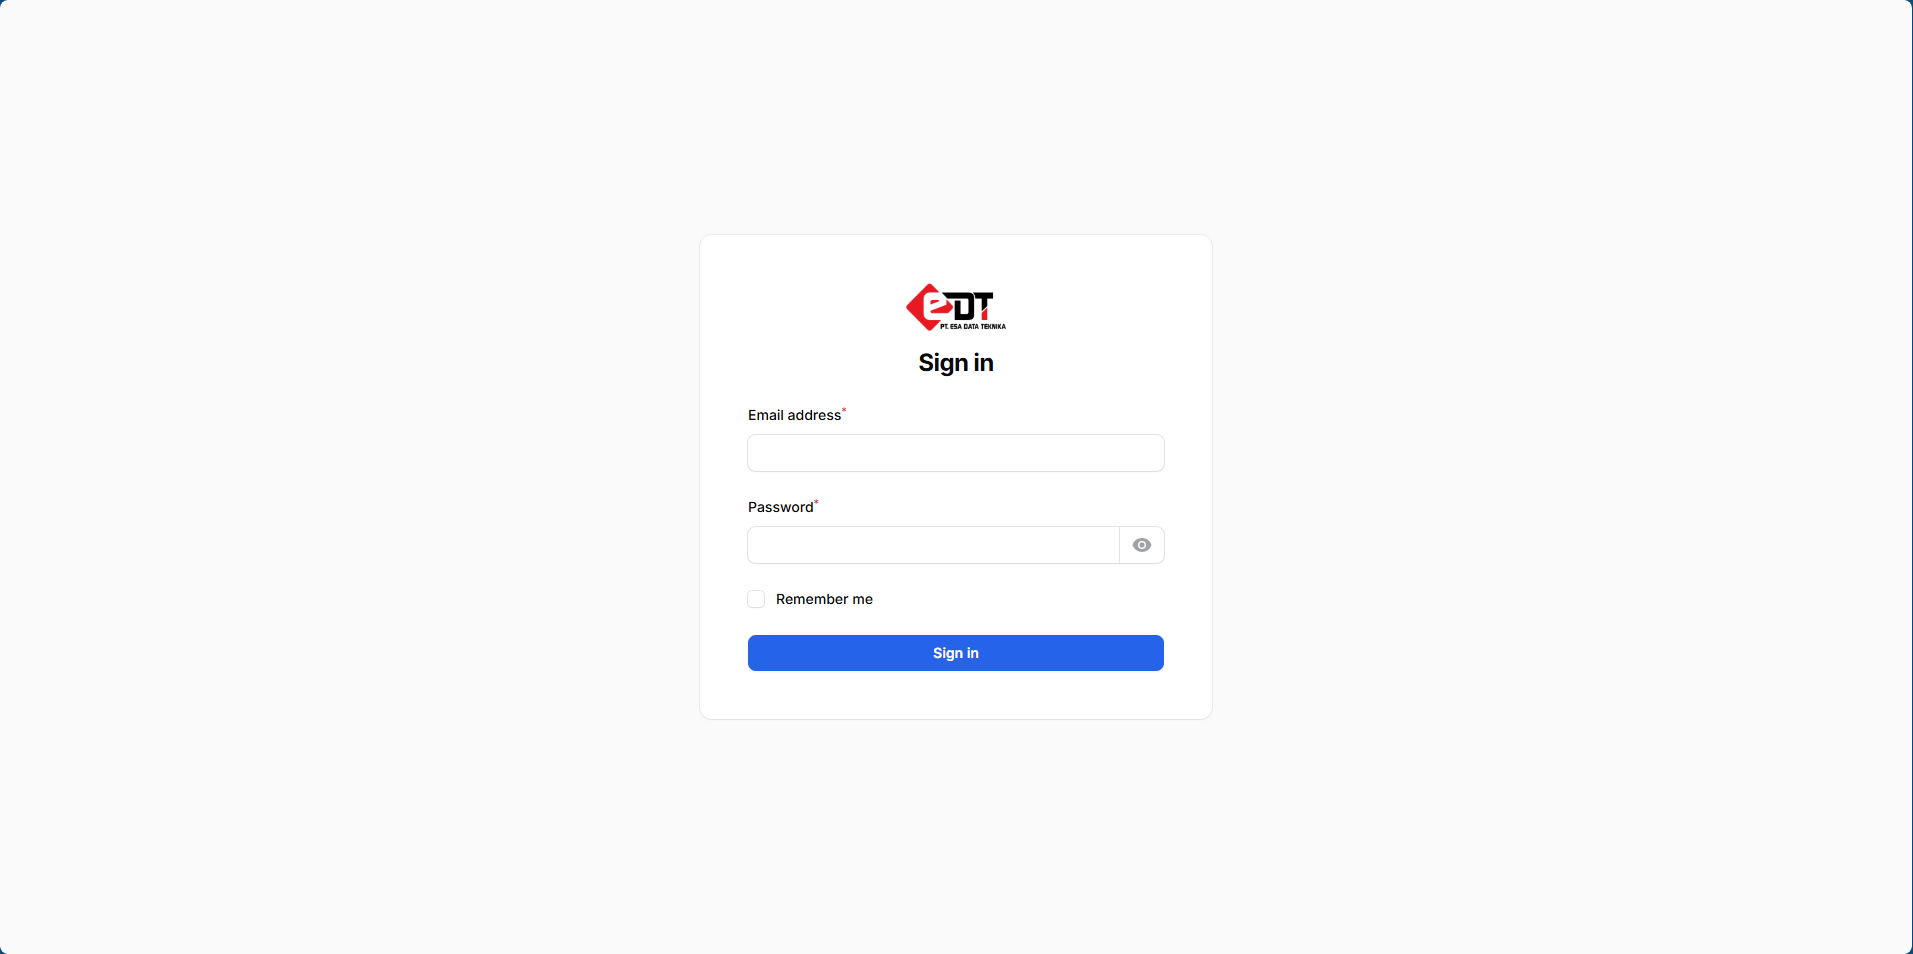 eDT
PT. ESA DATA TEKNIKA
Sign in
Email address*
Password*
Remember me
Sign in